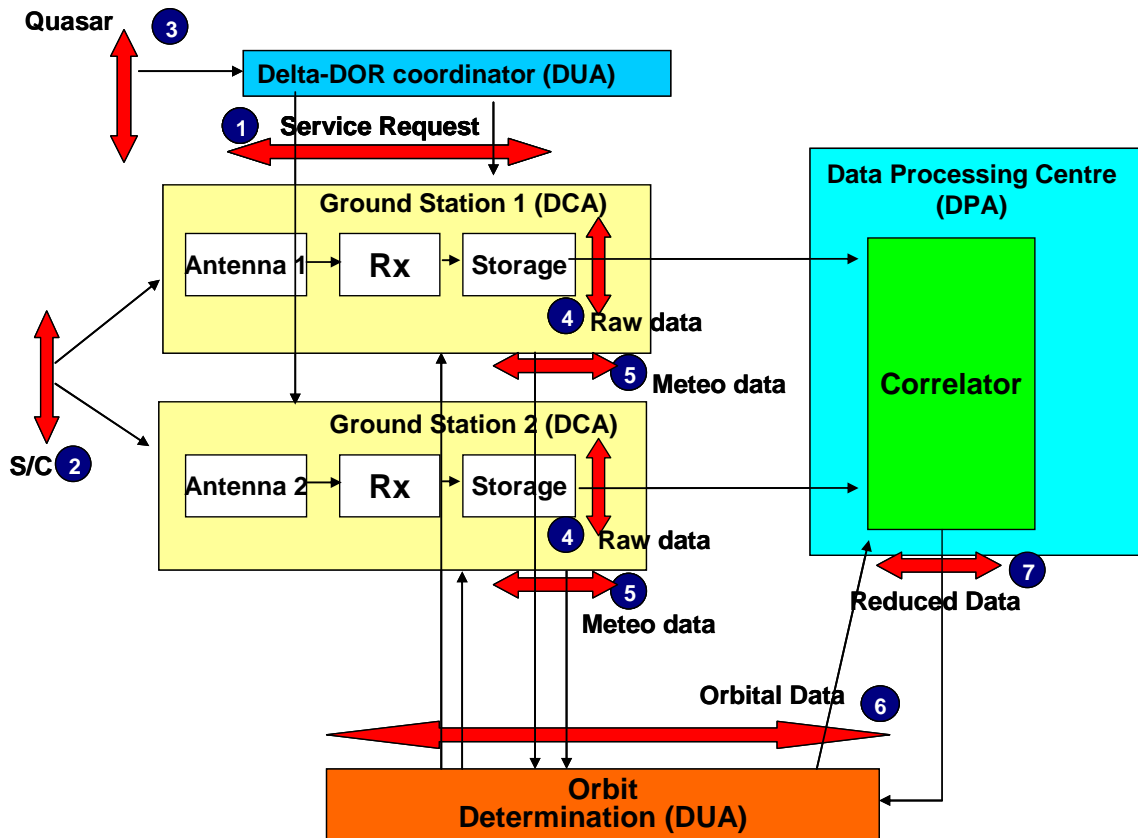 Quasar
3
Delta-DOR coordinator (DUA)
1
Service Request
Ground Station 1 (DCA)
Antenna 1
Rx
Storage
4
Raw data
5
Meteo data
Data Processing Centre
(DPA)
Correlator
S/C
2
Ground Station 2 (DCA)
Antenna 2
Rx
Storage
4
Raw data
5
Meteo data
7
Reduced Data
Orbital Data
6
Orbit
Determination (DUA)